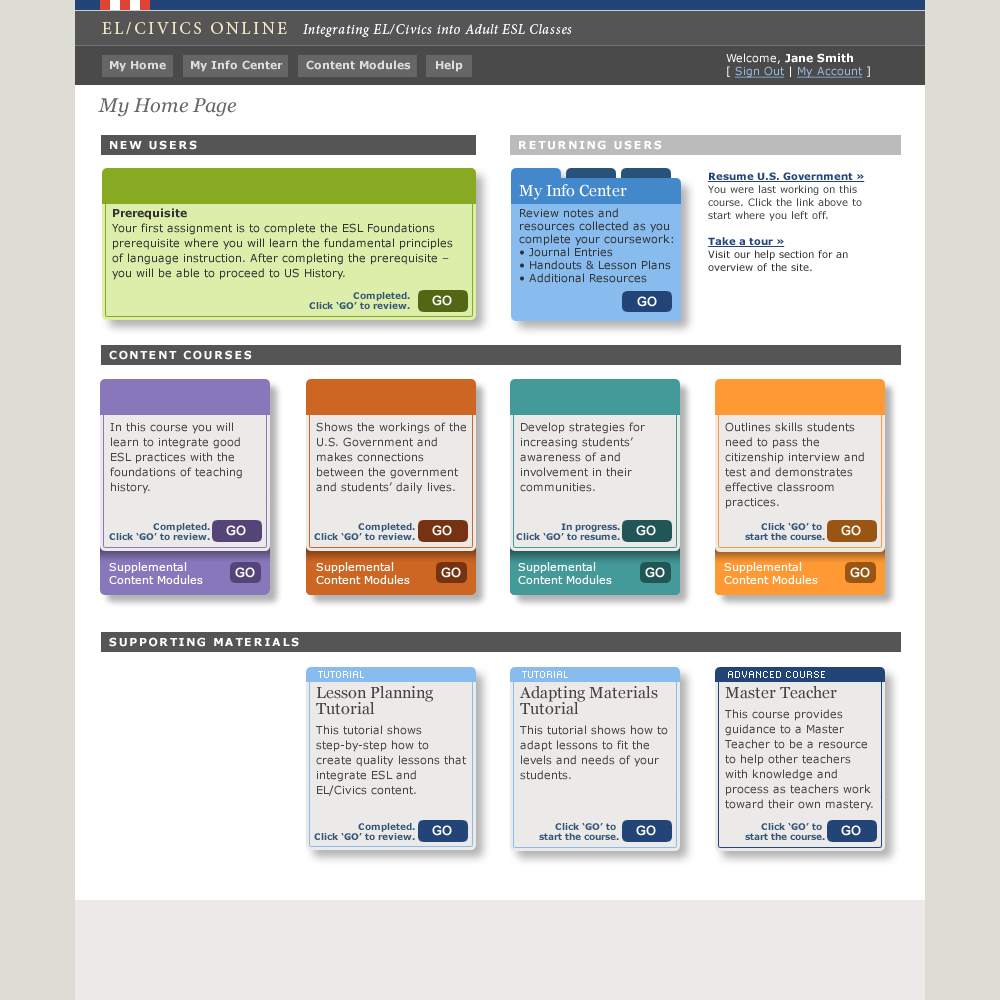 EL/CIVICS ONLINE Integrating EL/Civics into Adult ESL Classes
My Home My Info Center Content Modules Help
Welcome, Jane Smith
[ Sign Out | My Account ]
My Home Page
NEW USERS
Prerequisite
Your first assignment is to complete the ESL Foundations
prerequisite where you will learn the fundamental principles
of language instruction. After completing the prerequisite –
you will be able to proceed to US History.
Completed.
Click ‘GO’ to review.
GO
RETURNING USERS
My Info Center
Review notes and
resources collected as you
complete your coursework:
• Journal Entries
• Handouts & Lesson Plans
• Additional Resources
GO
Resume U.S. Government »
You were last working on this
course. Click the link above to
start where you left off.
Take a tour »
Visit our help section for an
overview of the site.
CONTENT COURSES
In this course you will
learn to integrate good
ESL practices with the
foundations of teaching
history.
Completed.
Click ‘GO’ to review.
GO
Supplemental
Content Modules
GO
Shows the workings of the
U.S. Government and
makes connections
between the government
and students’ daily lives.
Completed.
Click ‘GO’ to review.
GO
Supplemental
Content Modules
GO
Develop strategies for
increasing students’
awareness of and
involvement in their
communities.
In progress.
Click ‘GO’ to resume.
GO
Supplemental
Content Modules
GO
Outlines skills students
need to pass the
citizenship interview and
test and demonstrates
effective classroom
practices.
Click ‘GO’ to
start the course.
GO
Supplemental
Content Modules
GO
SUPPORTING MATERIALS
TUTORIAL
Lesson Planning
Tutorial
This tutorial shows
step-by-step how to
create quality lessons that
integrate ESL and
EL/Civics content.
Completed.
Click ‘GO’ to review.
GO
TUTORIAL
Adapting Materials
Tutorial
This tutorial shows how to
adapt lessons to fit the
levels and needs of your
students.
Click ‘GO’ to
start the course.
GO
ADVANCED COURSE
Master Teacher
This course provides
guidance to a Master
Teacher to be a resource
to help other teachers
with knowledge and
process as teachers work
toward their own mastery.
Click ‘GO’ to
start the course.
GO